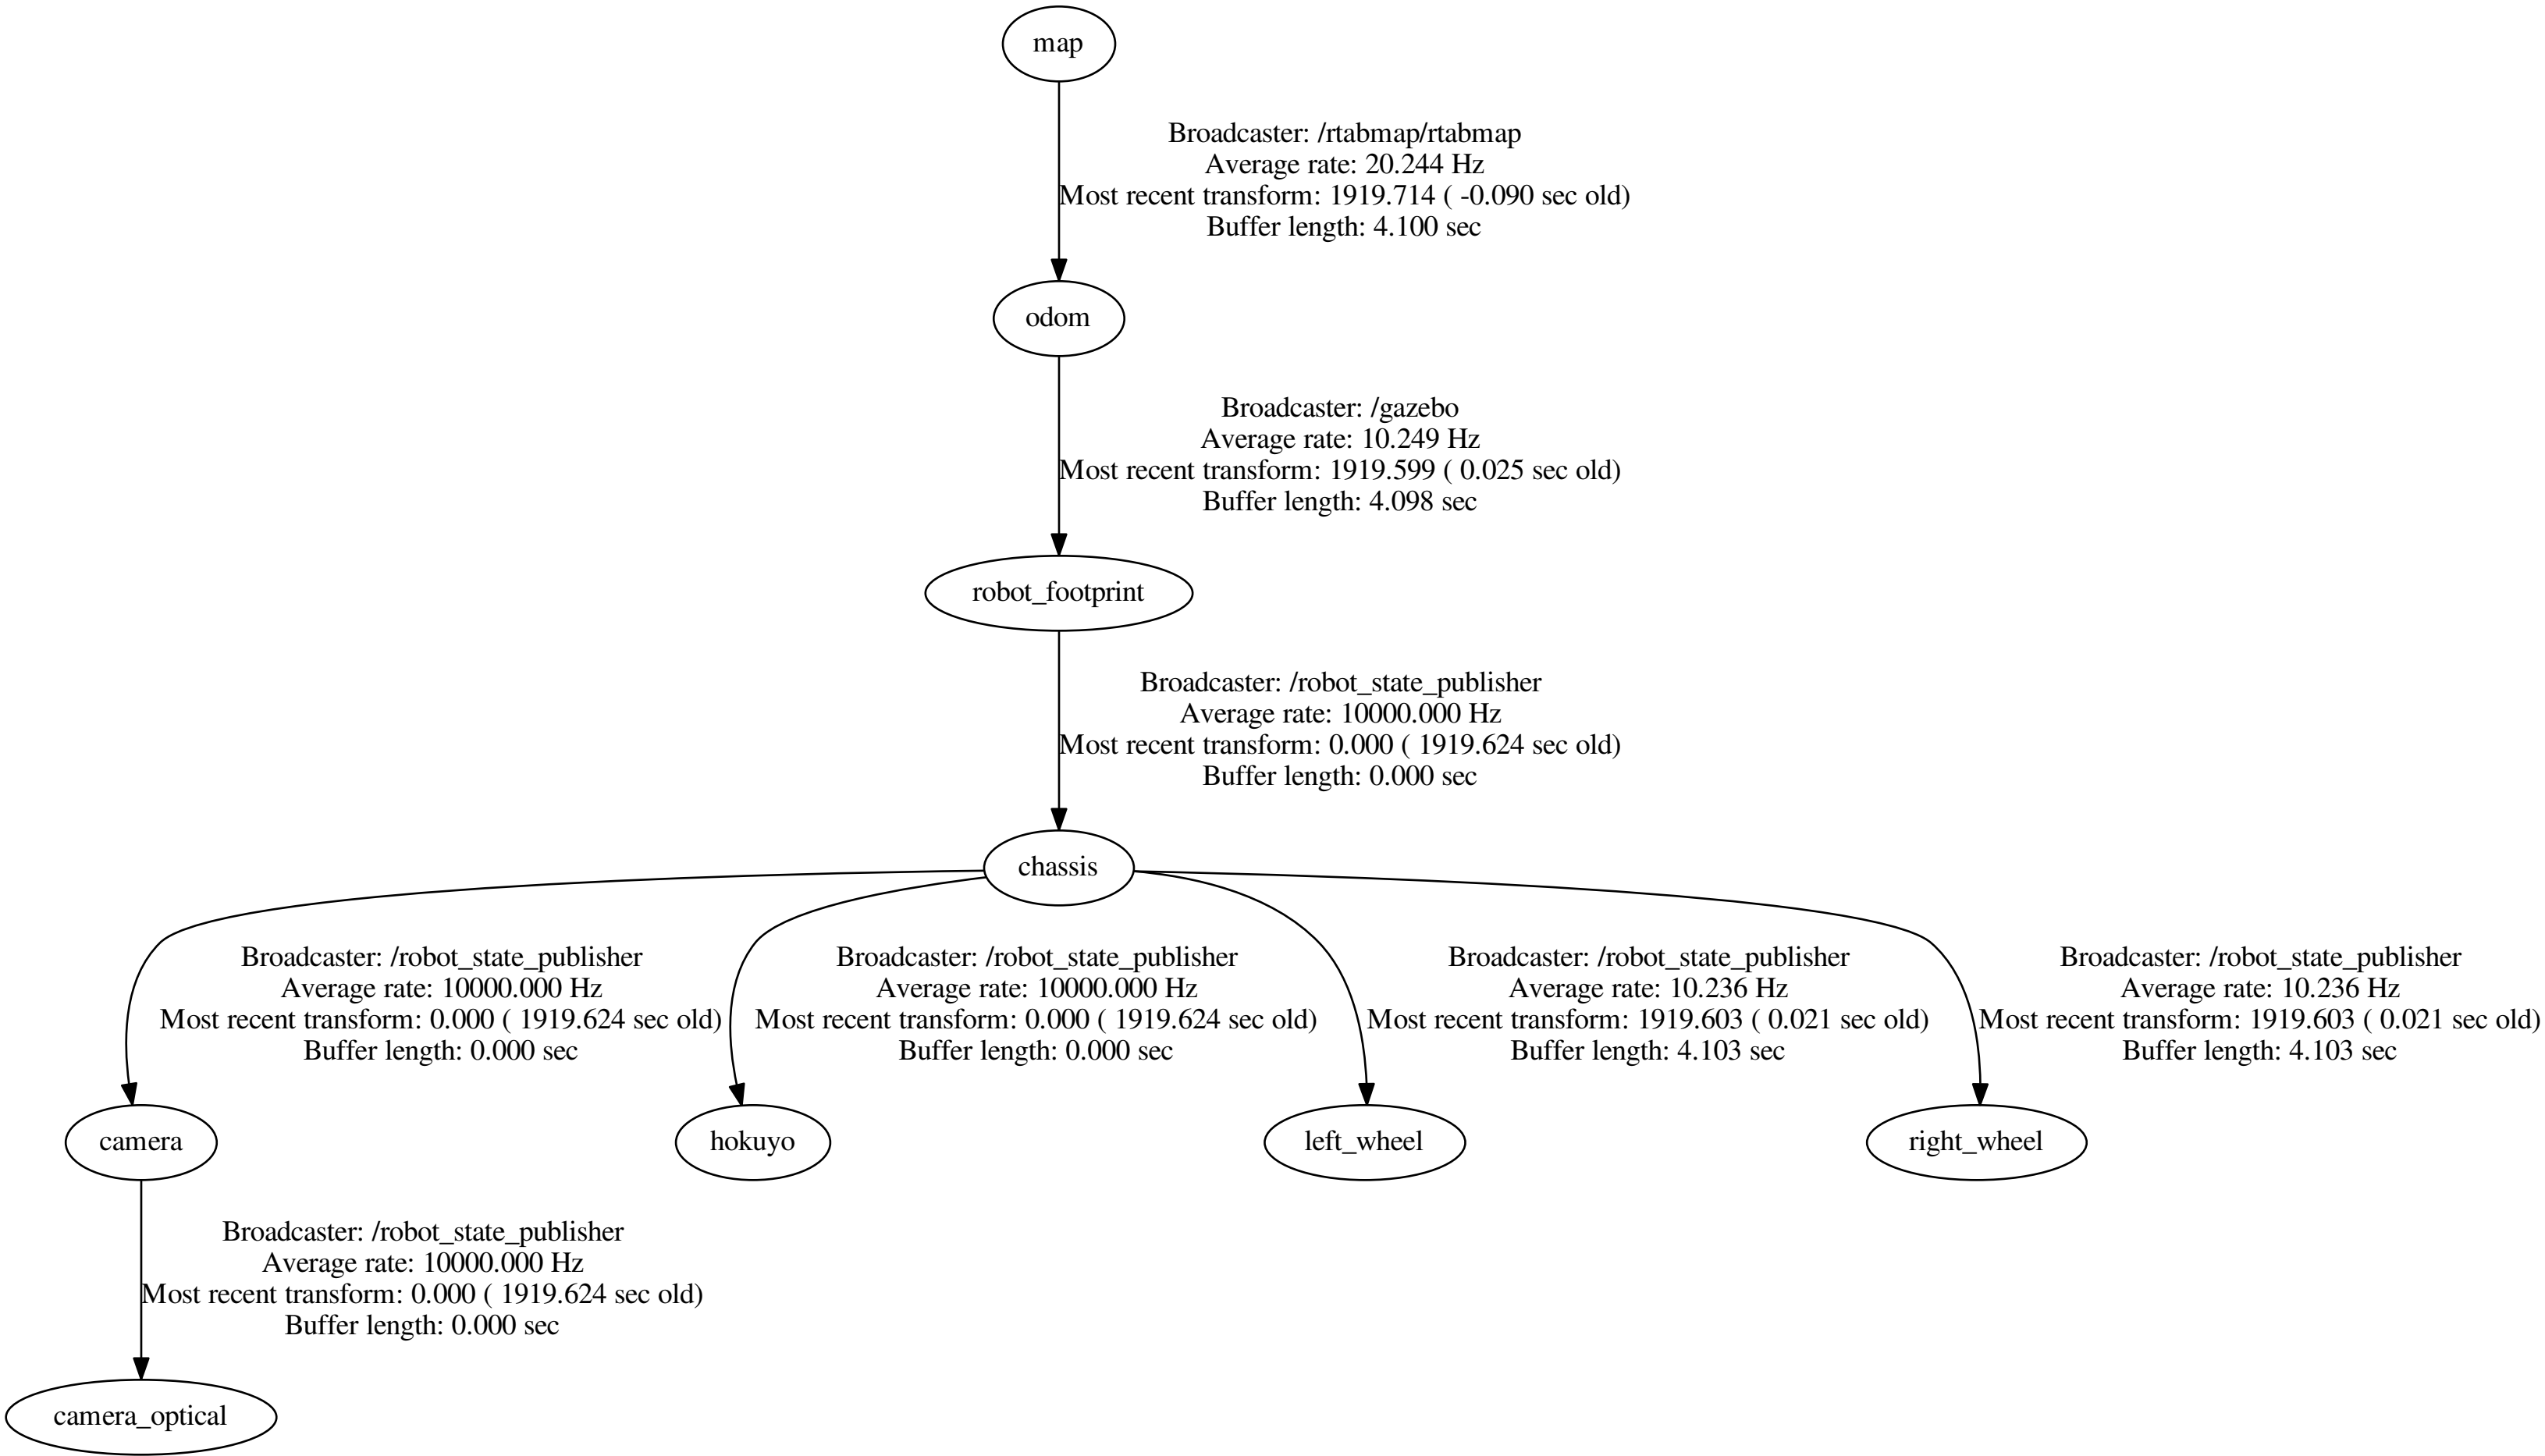 map
Broadcaster: /rtabmap/rtabmap
Average rate: 20.244 Hz
Most recent transform: 1919.714 ( -0.090 sec old)
Buffer length: 4.100 sec
odom
Broadcaster: /gazebo
Average rate: 10.249 Hz
Most recent transform: 1919.599 ( 0.025 sec old)
Buffer length: 4.098 sec
robot_footprint
Broadcaster: /robot_state_publisher
Average rate: 10000.000 Hz
Most recent transform: 0.000 ( 1919.624 sec old)
Buffer length: 0.000 sec
chassis
Broadcaster: /robot_state_publisher
Average rate: 10000.000 Hz
Most recent transform: 0.000 ( 1919.624 sec old)
Buffer length: 0.000 sec
Broadcaster: /robot_state_publisher
Average rate: 10000.000 Hz
Most recent transform: 0.000 ( 1919.624 sec old)
Buffer length: 0.000 sec
Broadcaster: /robot_state_publisher
Average rate: 10.236 Hz
Most recent transform: 1919.603 ( 0.021 sec old)
Buffer length: 4.103 sec
Broadcaster: /robot_state_publisher
Average rate: 10.236 Hz
Most recent transform: 1919.603 ( 0.021 sec old)
Buffer length: 4.103 sec
camera
hokuyo
left_wheel
right_wheel
Broadcaster: /robot_state_publisher
Average rate: 10000.000 Hz
Most recent transform: 0.000 ( 1919.624 sec old)
Buffer length: 0.000 sec
camera_optical